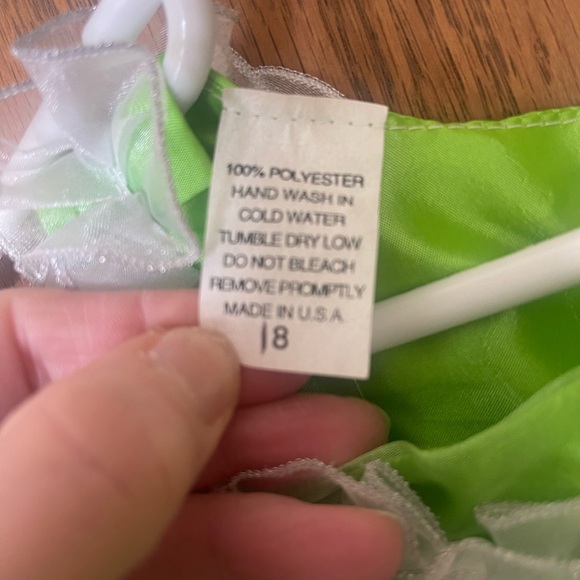 100% POLYESTER
HAND WASH IN
COLD WATER
TUMBLE DRY LOW
DO NOT BLEACH
REMOVE PROMPTLY
MADE IN U.S.A.
18